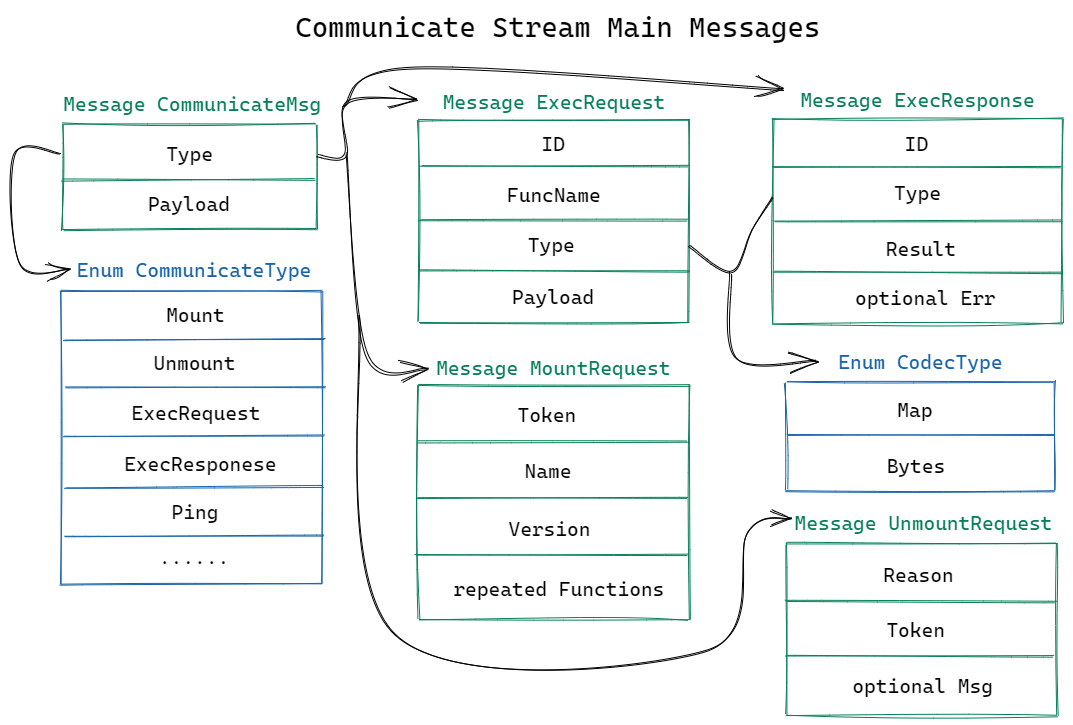 Communicate Stream Main Messages
Message CommunicateMsg
Type
Payload
Enum CommunicateType
Mount
Unmount
ExecRequest
ExecResponese
Ping
......
Message ExecRequest
ID
FuncName
Type
Payload
Message MountRequest
Token
Name
Version
repeated Functions
Message ExecResponse
ID
Type
Result
optional Err
Enum CodecType
Map
Bytes
Message UnmountRequest
Reason
Token
optional Msg